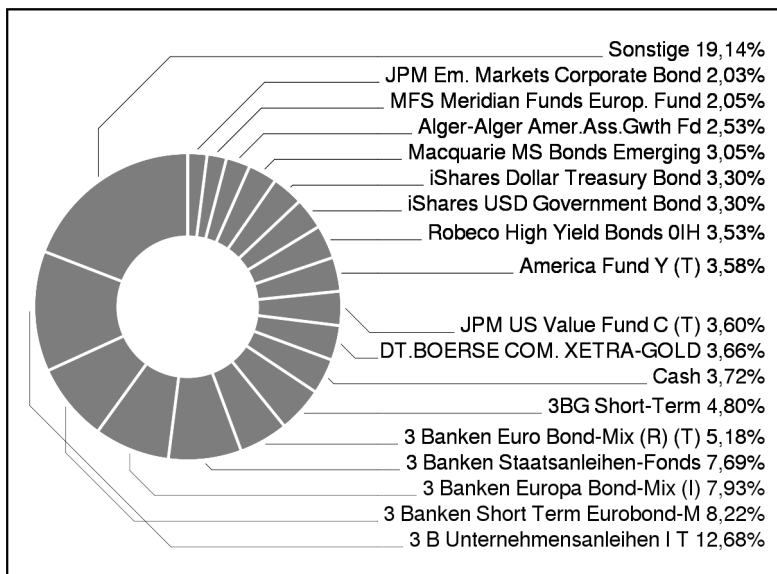 Sonstige 19,14%
JPM Em. Markets Corporate Bond 2,03%
MFS Meridian Funds Europ. Fund 2,05%
Alger-Alger Amer.Ass.Gwth Fd 2,53%
Macquarie MS Bonds Emerging 3,05%
iShares Dollar Treasury Bond 3,30%
iShares USD Government Bond 3,30%
Robeco High Yield Bonds 0IH 3,53%
America Fund Y (T) 3,58%
JPM US Value Fund C (T) 3,60%
DT.BOERSE COM. XETRA-GOLD 3,66%
Cash 3,72%
3BG Short-Term 4,80%
3 Banken Euro Bond-Mix (R) (T) 5,18%
3 Banken Staatsanleihen-Fonds 7,69%
3 Banken Europa Bond-Mix (I) 7,93%
3 Banken Short Term Eurobond-M 8,22%
3 B Unternehmensanleihen I T 12,68%